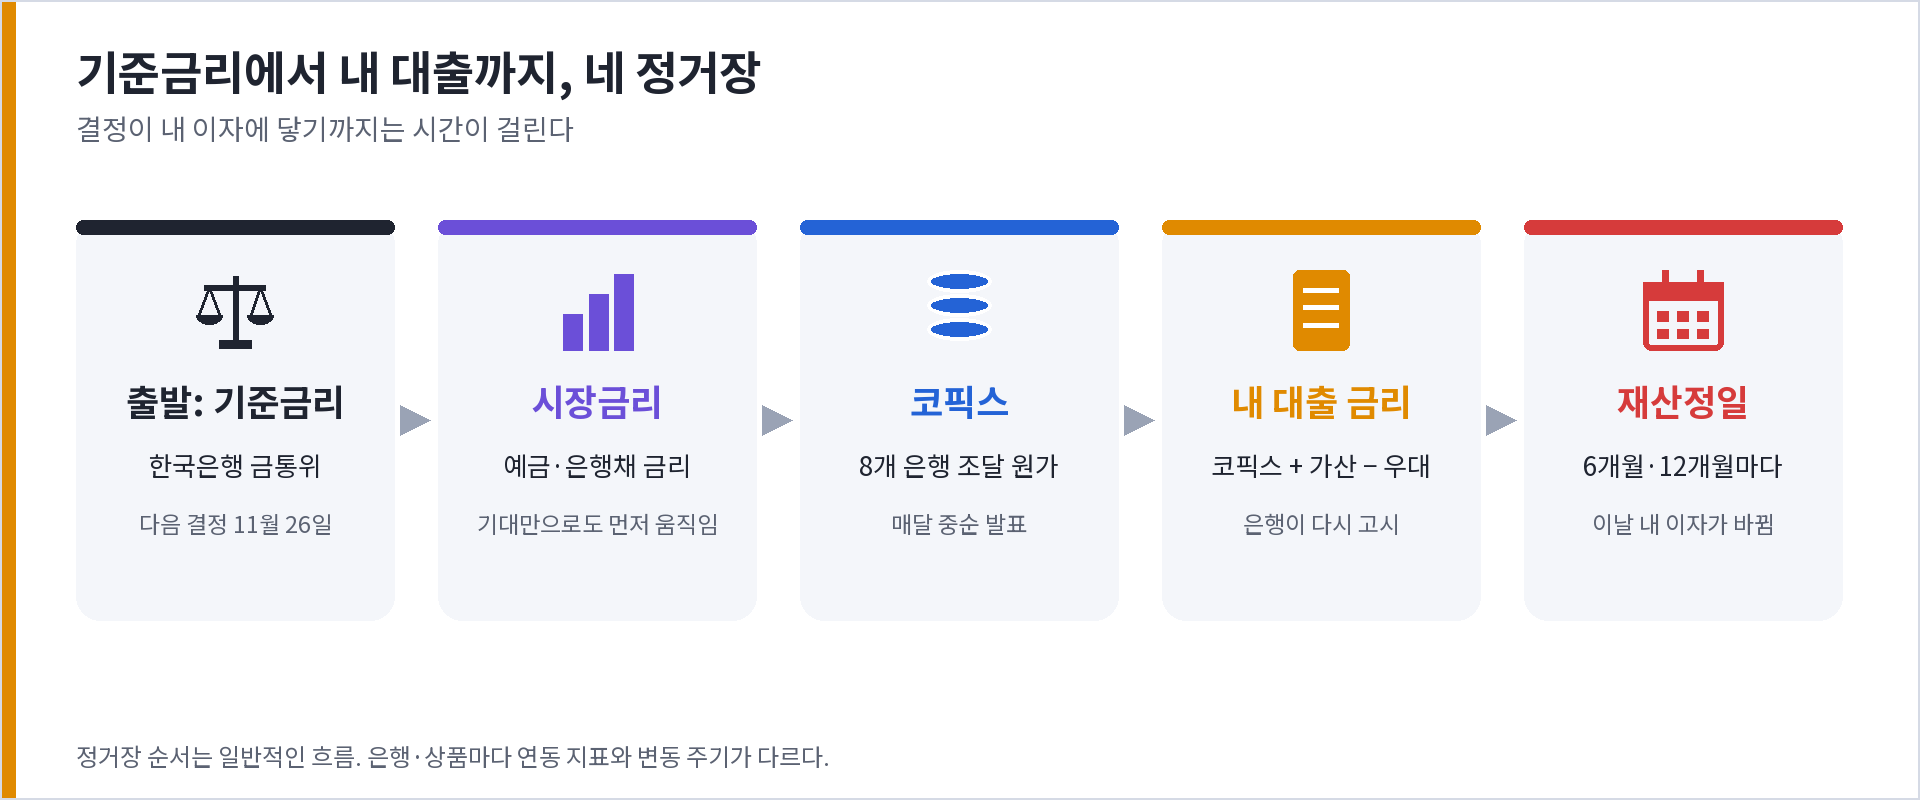 기준금리에서 내 대출까지, 네 정거장
결정이 내 이자에 닿기까지는 시간이 걸린다
출발: 기준금리
한국은행 금통위
다음 결정 11월 26일
시장금리
예금·은행채 금리
기대만으로도 먼저 움직임
코픽스
8개 은행 조달 원가
매달 중순 발표
내 대출 금리
코픽스 + 가산 − 우대
은행이 다시 고시
재산정일
6개월·12개월마다
이날 내 이자가 바뀜
정거장 순서는 일반적인 흐름. 은행·상품마다 연동 지표와 변동 주기가 다르다.